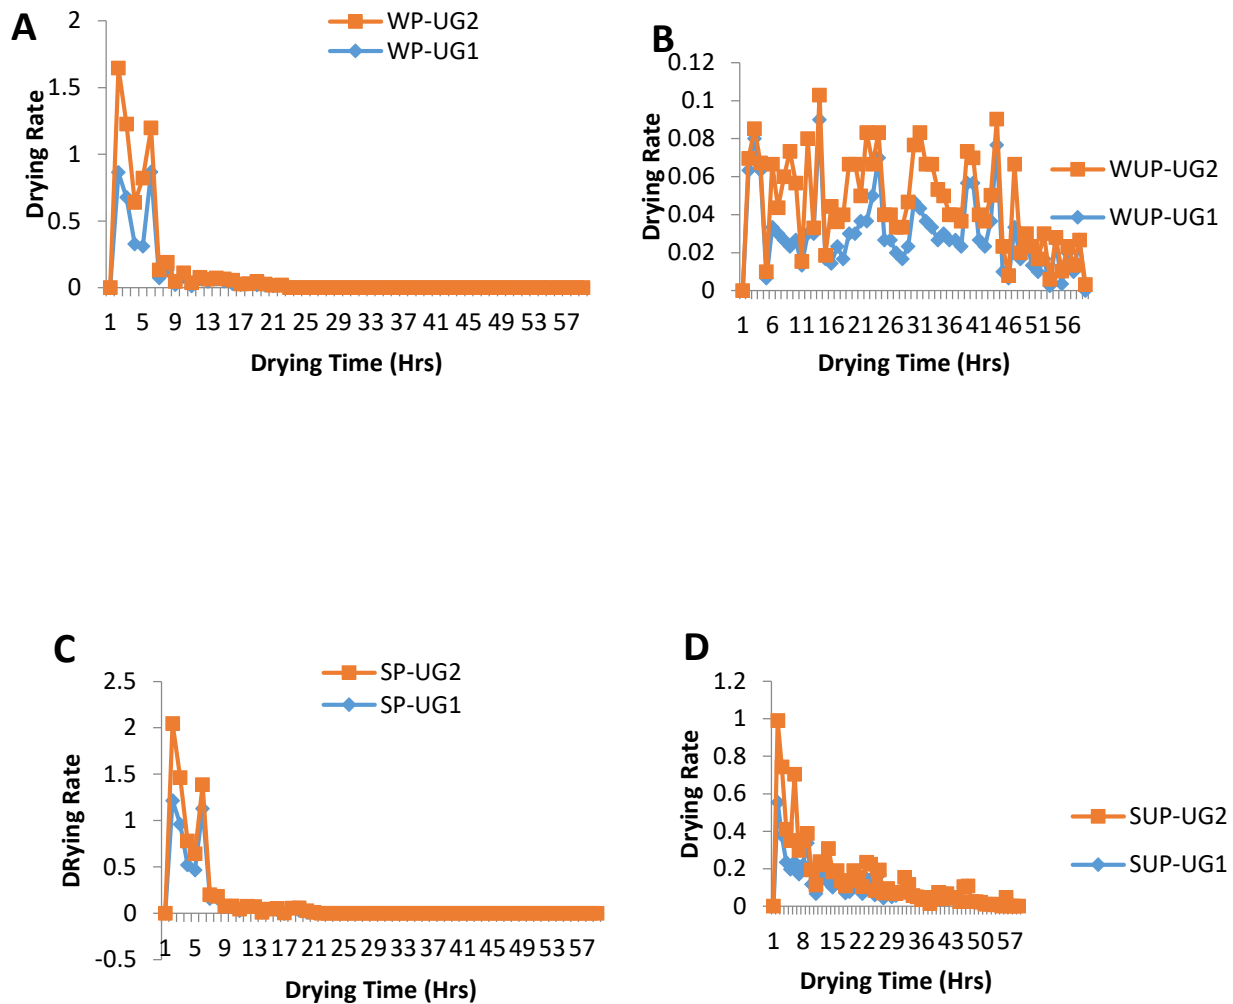 A
WP-UG2
WP-UG1
2
1.5
1
0.5
0
Drying Rate
1 5 9 13 17 21 25 29 33 37 41 45 49 53 57
Drying Time (Hrs)
B
0.12
0.1
0.08
0.06
0.04
0.02
0
Drying Rate
WUP-UG2
WUP-UG1
1 6 11 16 21 26 31 36 41 46 51 56
Drying Time (Hrs)
C
SP-UG2
SP-UG1
2.5
2
1.5
1
0.5
0
-0.5
DRying Rate
1 5 9 13 17 21 25 29 33 37 41 45 49 53 57
Drying Time (Hrs)
D
1.2
1
0.8
0.6
0.4
0.2
0
Drying Rate
SUP-UG2
SUP-UG1
1 8 15 22 29 36 43 50 57
Drying Time (Hrs)